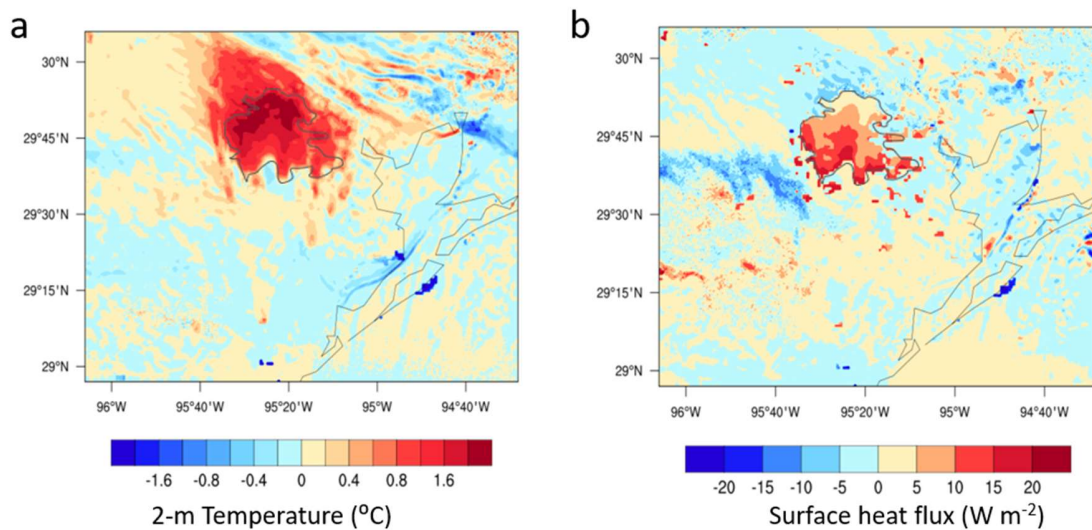 a
b
30°N
29°45'N
29°30'N
29°15'N
29°N
96°W 95°40'W 95°20'W 95°W 94°40'W
-1.6 -0.8 -0.4 0 0.4 0.8 1.6
2-m Temperature (⁰C)
30°N
29°45'N
29°30'N
29°15'N
29°N
96°W 95°40'W 95°20'W 95°W 94°40'W
-20 -15 -10 -5 0 5 10 15 20
Surface heat flux (W m⁻²)